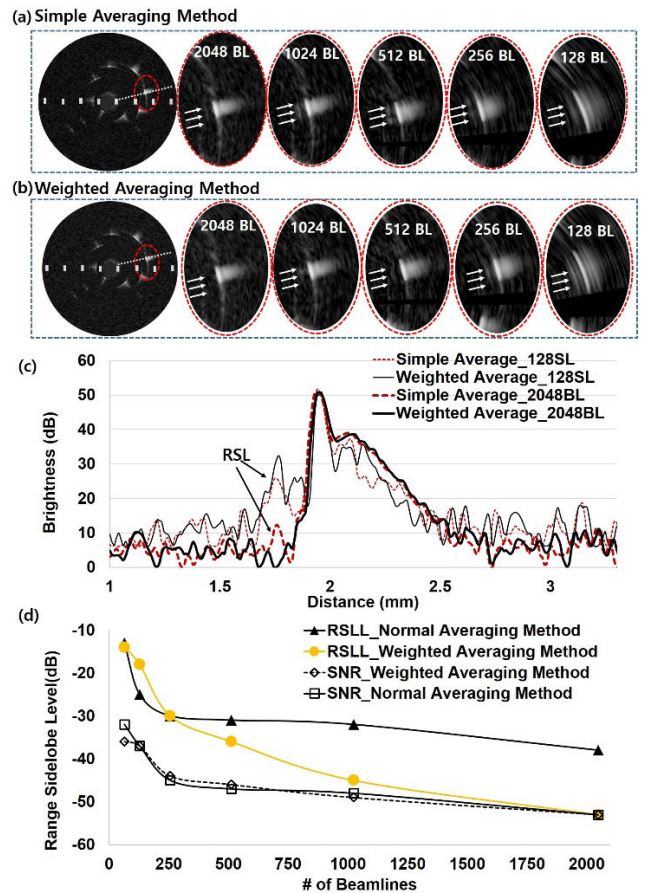 (a) Simple Averaging Method
2048 BL 1024 BL 512 BL 256 BL 128 BL
(b) Weighted Averaging Method
2048 BL 1024 BL 512 BL 256 BL 128 BL
(c)
Simple Average_128SL
Weighted Average_128SL
Simple Average_2048BL
Weighted Average_2048BL
RSL
Brightness (dB)
60
50
40
30
20
10
0
1 1.5 2 2.5 3
Distance (mm)
(d)
RSLL_Normal Averaging Method
RSLL_Weighted Averaging Method
SNR_Weighted Averaging Method
SNR_Normal Averaging Method
Range Sidelobe Level(dB)
-10
-20
-30
-40
-50
-60
0 250 500 750 1000 1250 1500 1750 2000
# of Beamlines